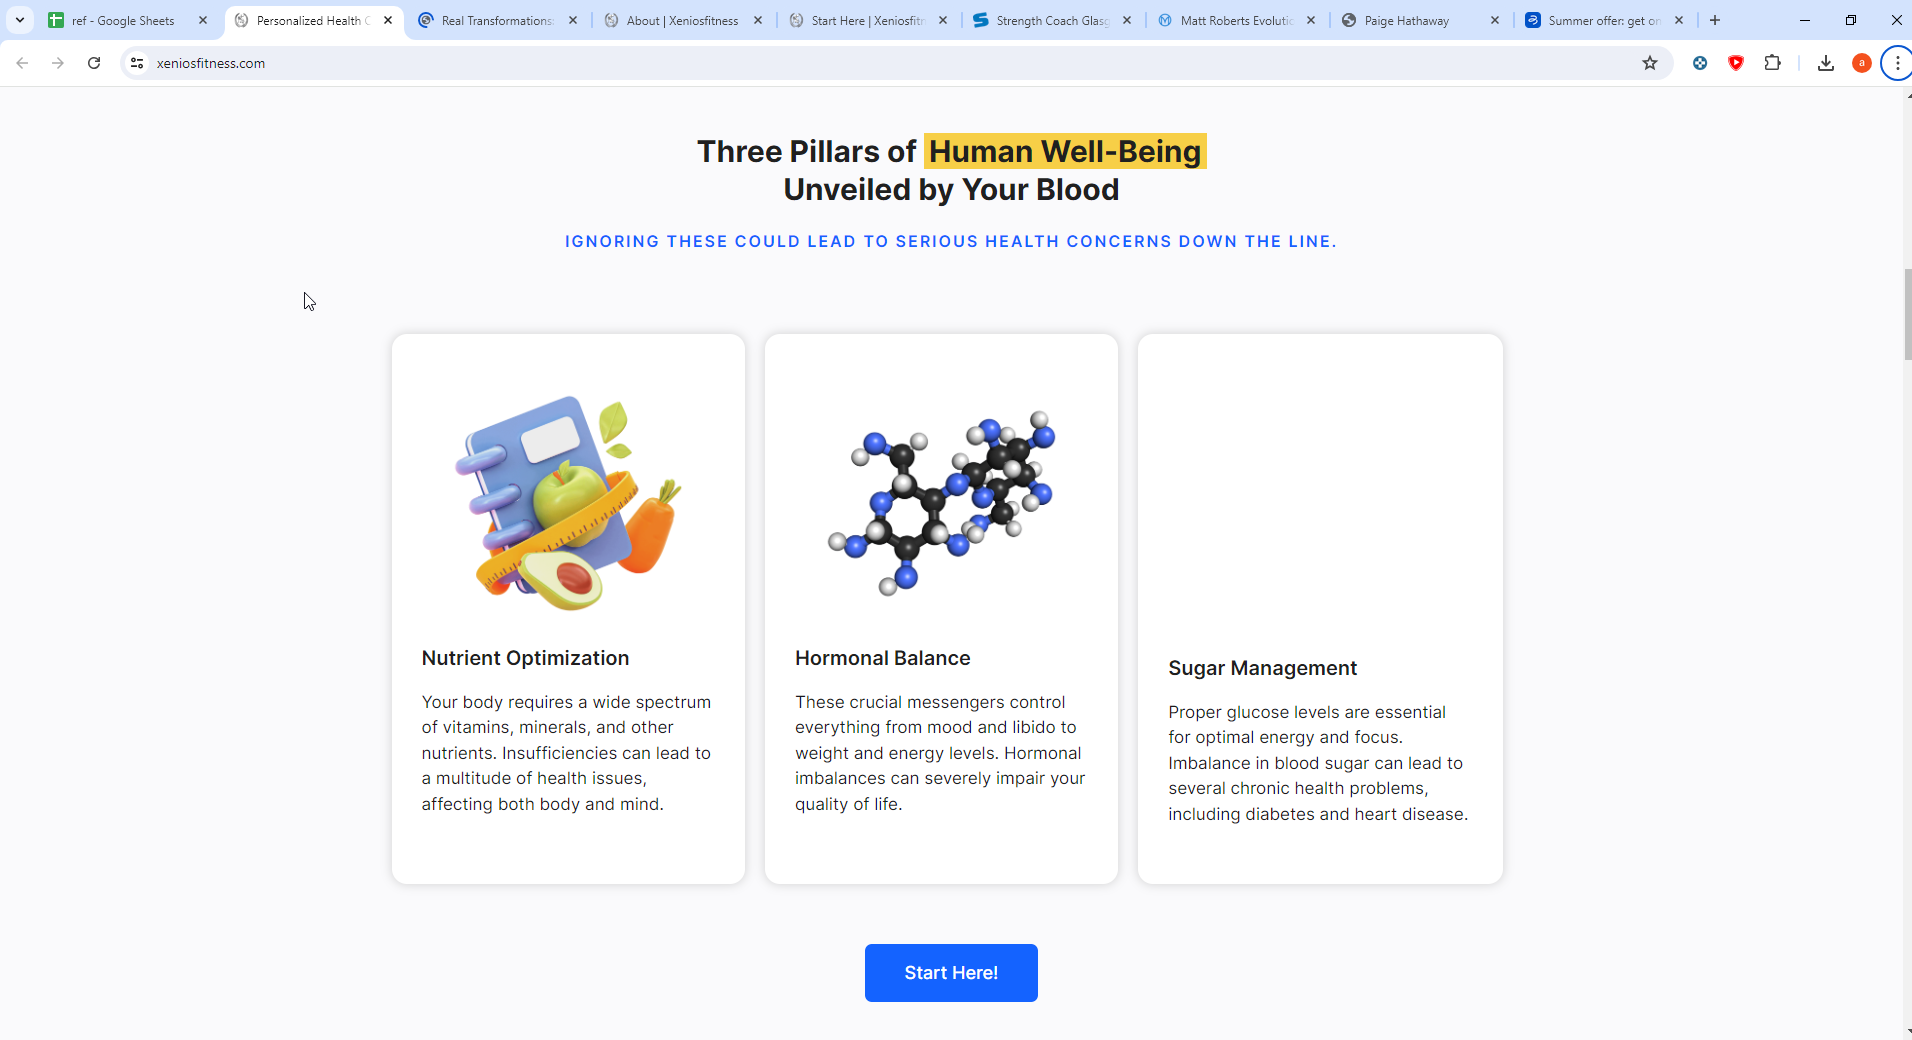 ref - Google Sheets
Personalized Health C
Real Transformations:
About | Xeniosfitness
Start Here | Xeniosfitn
Strength Coach Glasg
Matt Roberts Evolutio
Paige Hathaway
Summer offer: get on
xeniosfitness.com
a
Three Pillars of Human Well-Being
Unveiled by Your Blood
IGNORING THESE COULD LEAD TO SERIOUS HEALTH CONCERNS DOWN THE LINE.
Nutrient Optimization
Your body requires a wide spectrum
of vitamins, minerals, and other
nutrients. Insufficiencies can lead to
a multitude of health issues,
affecting both body and mind.
Hormonal Balance
These crucial messengers control
everything from mood and libido to
weight and energy levels. Hormonal
imbalances can severely impair your
quality of life.
Sugar Management
Proper glucose levels are essential
for optimal energy and focus.
Imbalance in blood sugar can lead to
several chronic health problems,
including diabetes and heart disease.
Start Here!